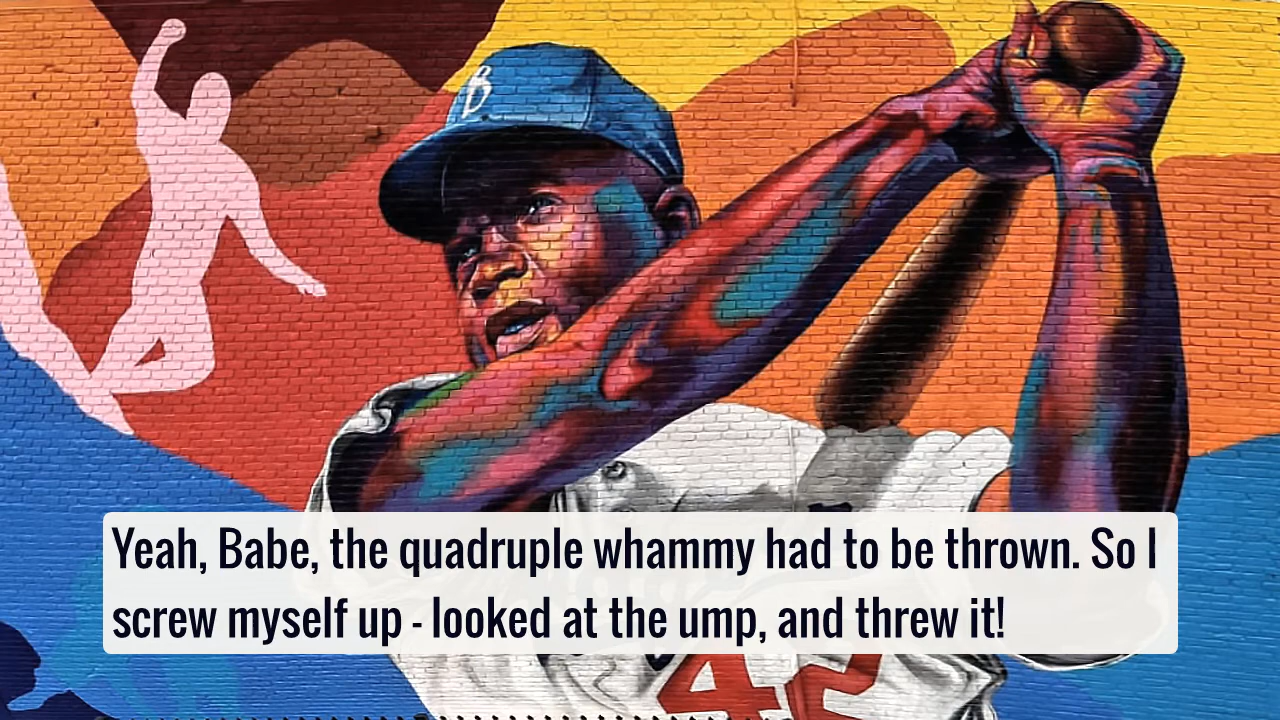 B
Yeah, Babe, the quadruple whammy had to be thrown. So I
screw myself up - looked at the ump, and threw it!
42